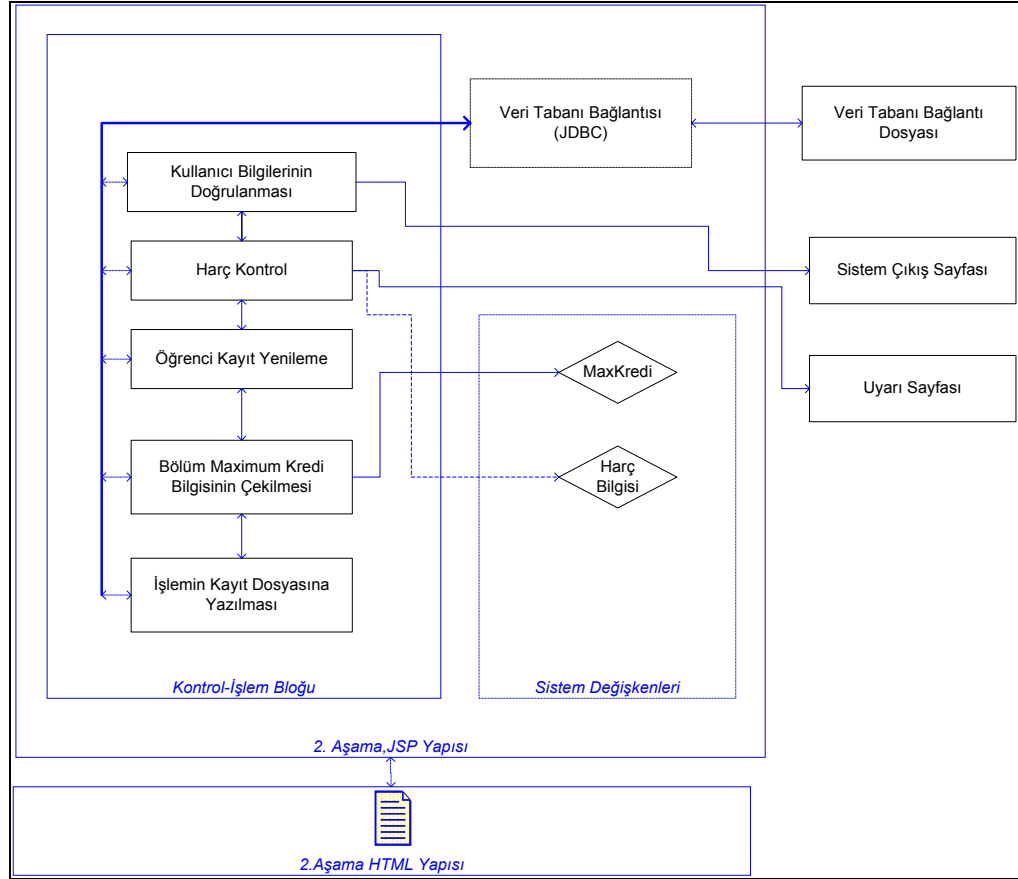 Veri Tabanı Bağlantısı
(JDBC)
Veri Tabanı Bağlantı
Dosyası
Kullanıcı Bilgilerinin
Doğrulanması
Harç Kontrol
Sistem Çıkış Sayfası
Öğrenci Kayıt Yenileme
MaxKredi
Uyarı Sayfası
Bölüm Maximum Kredi
Bilgisinin Çekilmesi
Harç
Bilgisi
İşlemin Kayıt Dosyasına
Yazılması
Kontrol-İşlem Bloğu
Sistem Değişkenleri
2. Aşama,JSP Yapısı
2.Aşama HTML Yapısı